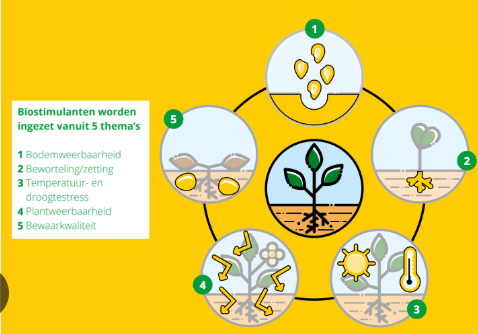 Biostimulanten worden
ingezet vanuit 5 thema's
1 Bodemweerbaarheid
2 Beworteling/zetting
3 Temperatuur- en
droogtestress
4 Plantweerbaarheid
5 Bewaarkwaliteit
1
5
2
4
3